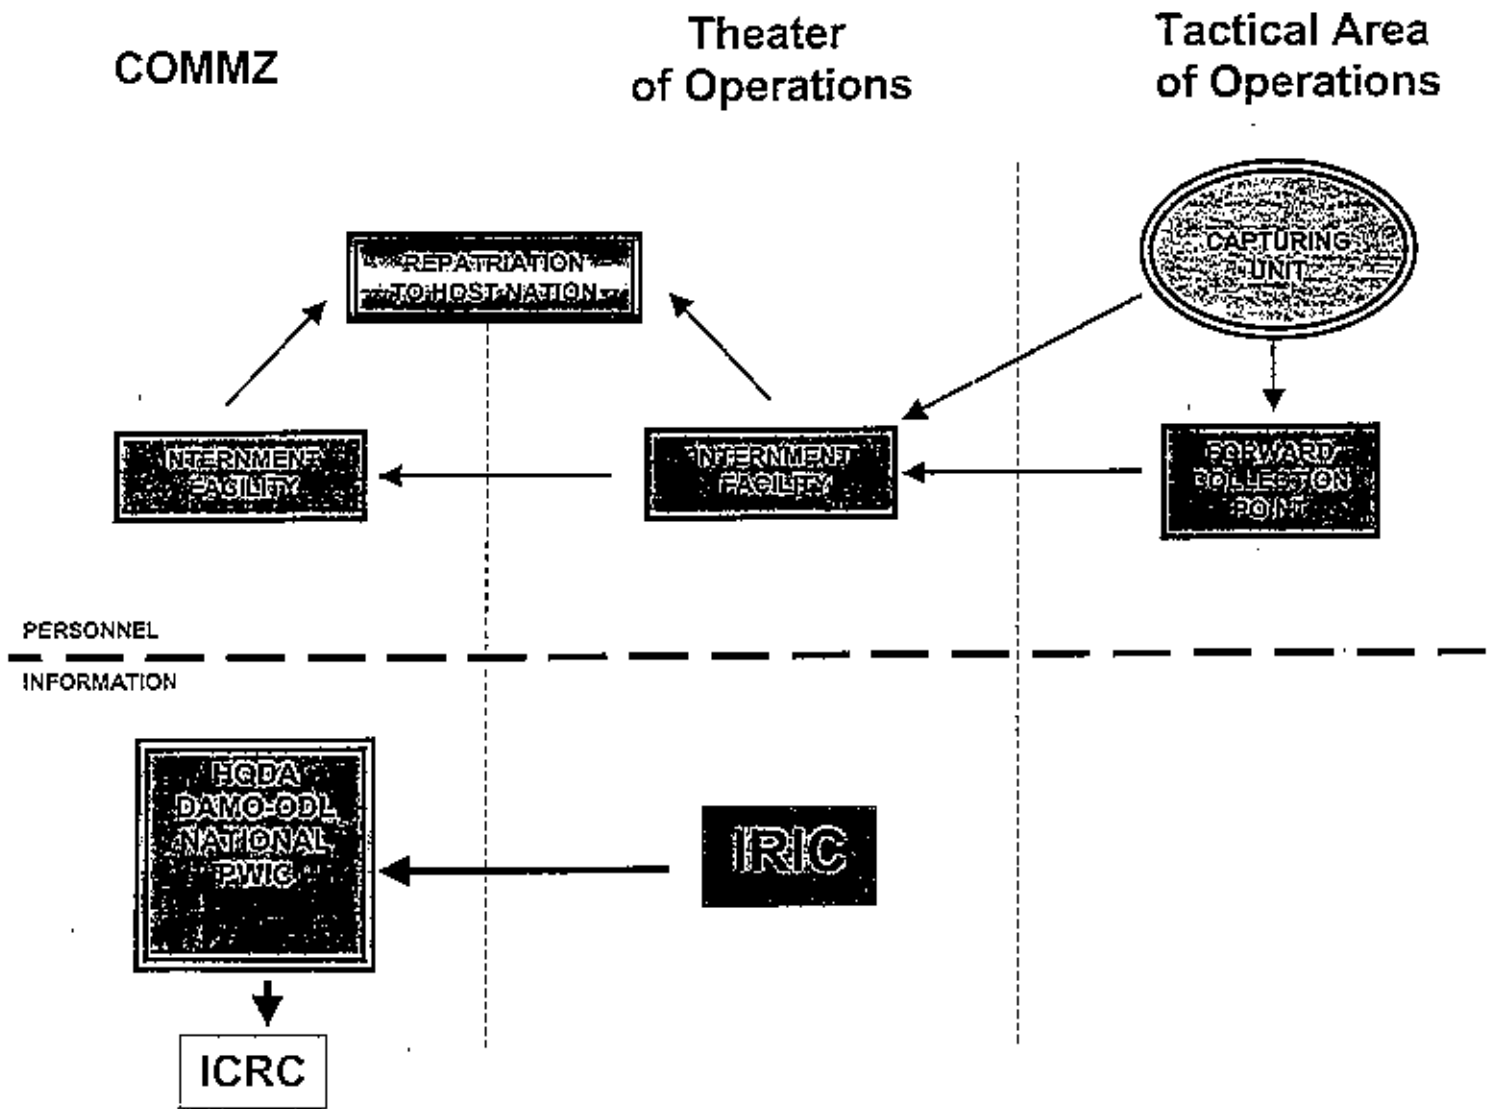 COMMZ
Theater
of Operations
Tactical Area
of Operations
CAPTURING
UNIT
REPATRIATION
TO HOST NATION
INTERNMENT
FACILITY
INTERNMENT
FACILITY
FORWARD
COLLECTION
POINT
PERSONNEL
INFORMATION
HQDA
DAMO-ODL
NATIONAL
PWIC
IRIC
ICRC